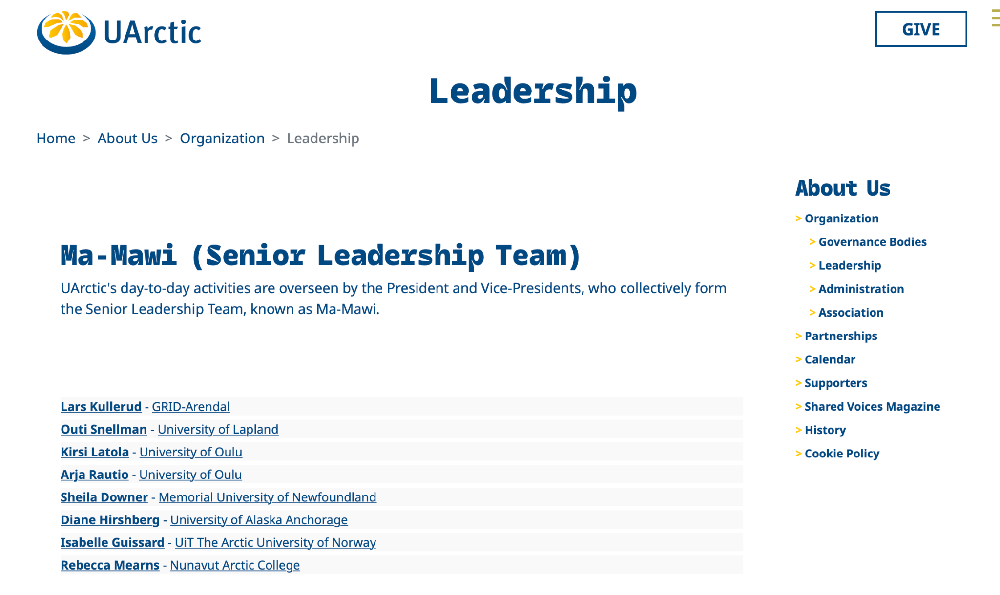 UArctic
GIVE
Leadership
Home > About Us > Organization > Leadership
Ma-Mawi (Senior Leadership Team)
UArctic's day-to-day activities are overseen by the President and Vice-Presidents, who collectively form
the Senior Leadership Team, known as Ma-Mawi.
Lars Kullerud - GRID-Arendal
Outi Snellman - University of Lapland
Kirsi Latola - University of Oulu
Arja Rautio - University of Oulu
Sheila Downer - Memorial University of Newfoundland
Diane Hirshberg - University of Alaska Anchorage
Isabelle Guissard - UiT The Arctic University of Norway
Rebecca Mearns - Nunavut Arctic College
About Us
> Organization
> Governance Bodies
> Leadership
> Administration
> Association
> Partnerships
> Calendar
> Supporters
> Shared Voices Magazine
> History
> Cookie Policy